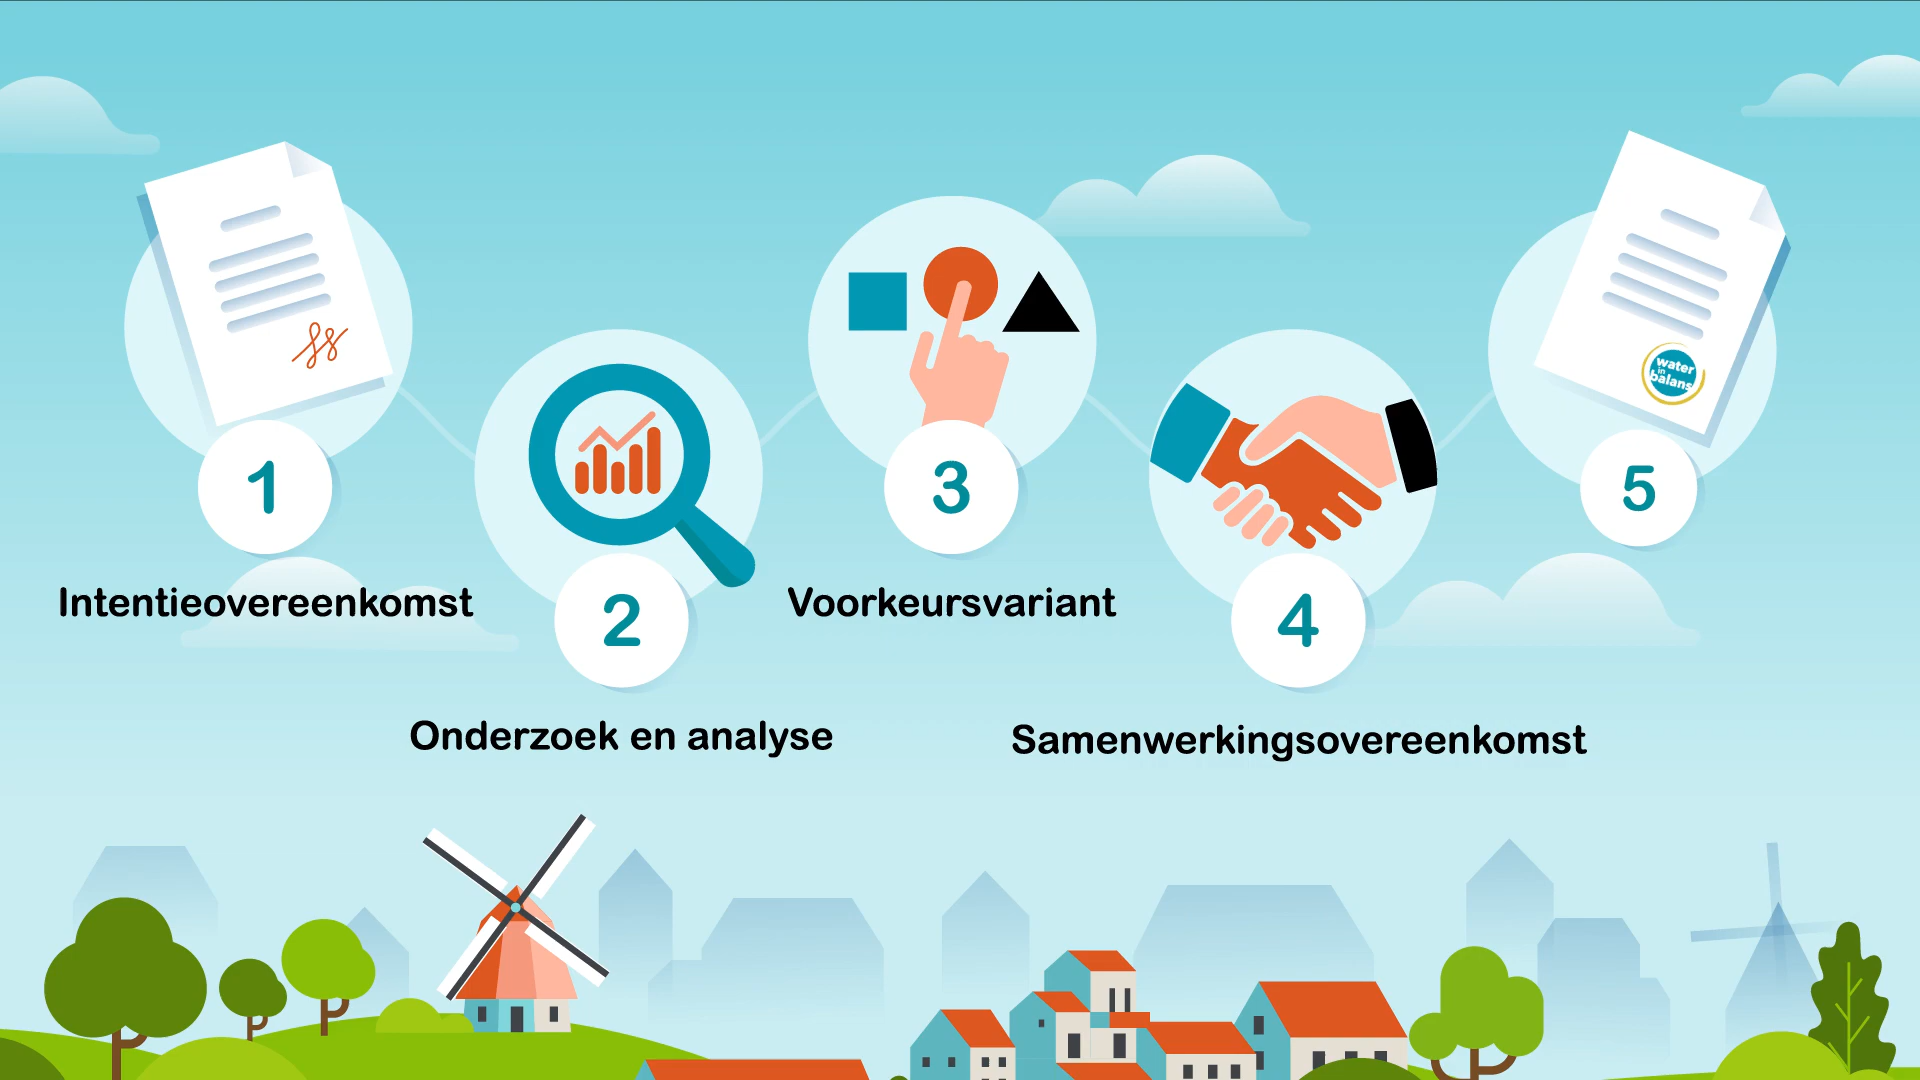 1
Intentieovereenkomst
2
Onderzoek en analyse
3
Voorkeursvariant
4
Samenwerkingsovereenkomst
water
in
balans
5